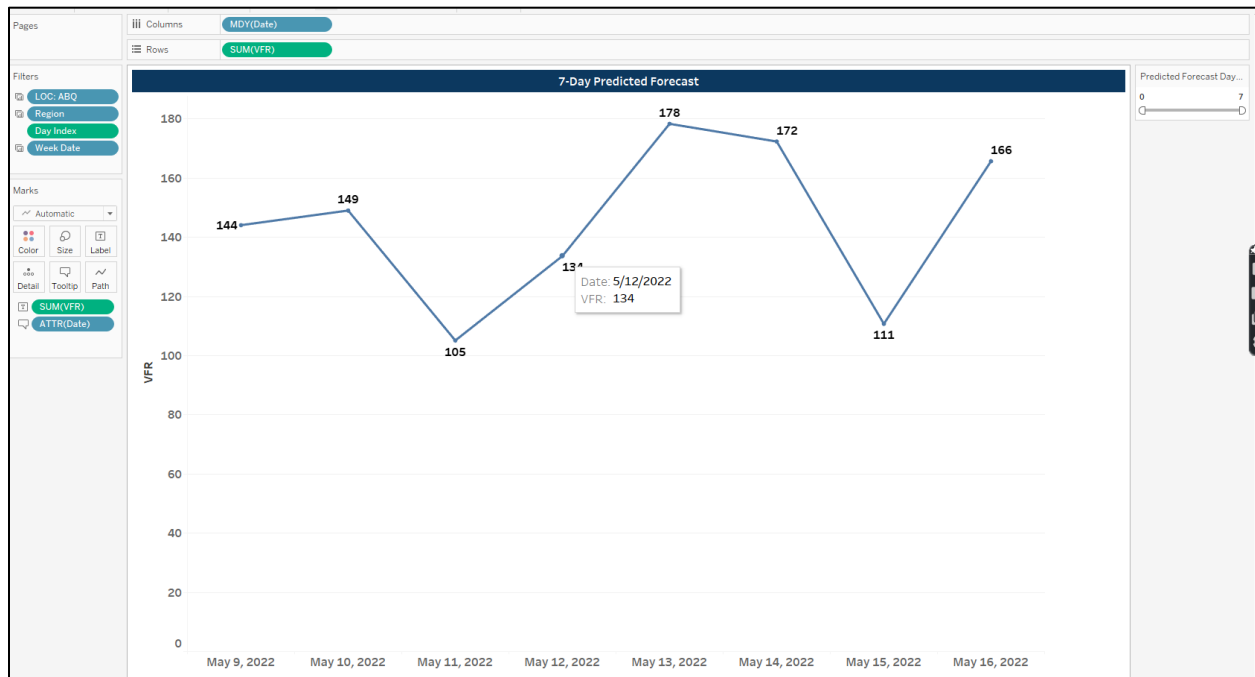 Pages
Columns
MDY(Date)
Rows
SUM(VFR)
Filters
LOC: ABQ
Region
Day Index
Week Date
Marks
Automatic
Color
Size
Label
Detail
Tooltip
Path
SUM(VFR)
ATTR(Date)
7-Day Predicted Forecast
VFR
180
160
140
120
100
80
60
40
20
0
144
149
105
134
178
172
111
166
Date: 5/12/2022
VFR: 134
May 9, 2022
May 10, 2022
May 11, 2022
May 12, 2022
May 13, 2022
May 14, 2022
May 15, 2022
May 16, 2022
Predicted Forecast Day...
0 7